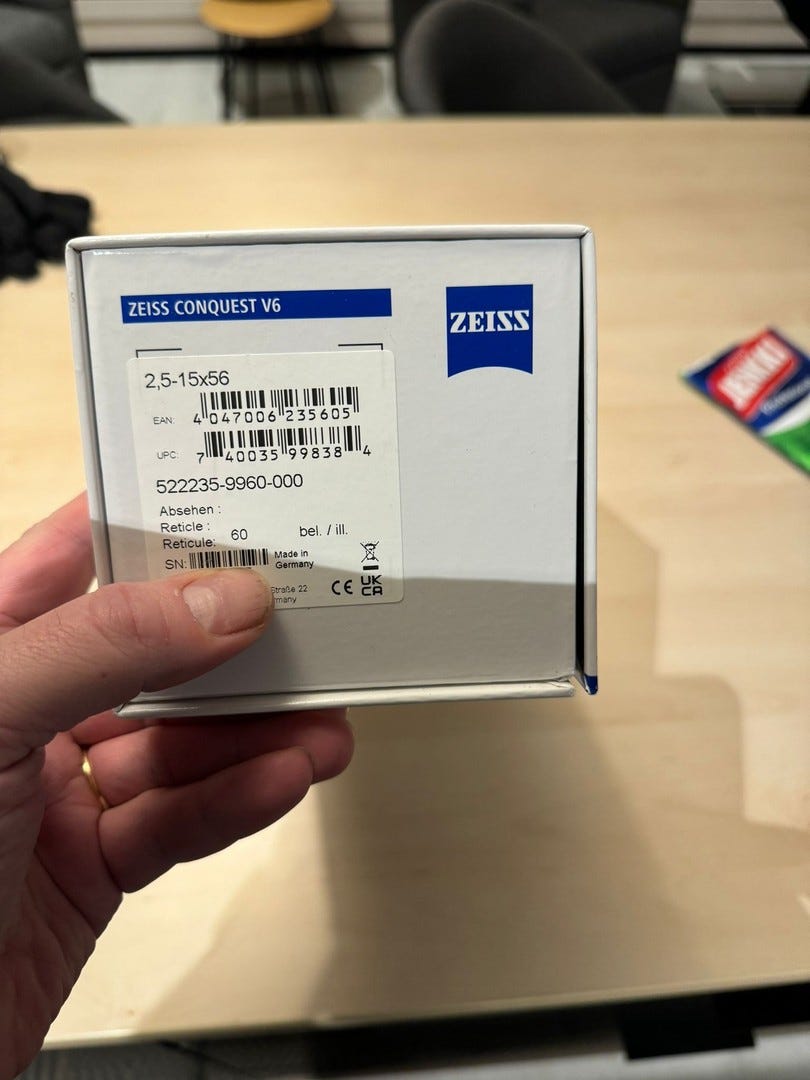 ZEISS CONQUEST V6
ZEISS
2,5-15x56
EAN: 4 047006 235605
UPC: 7 40035 99838 4
522235-9960-000
Absehen :
Reticle :
Reticule: 60 bel. / ill.
SN: Made in
Germany
Straße 22
CE UK
CA